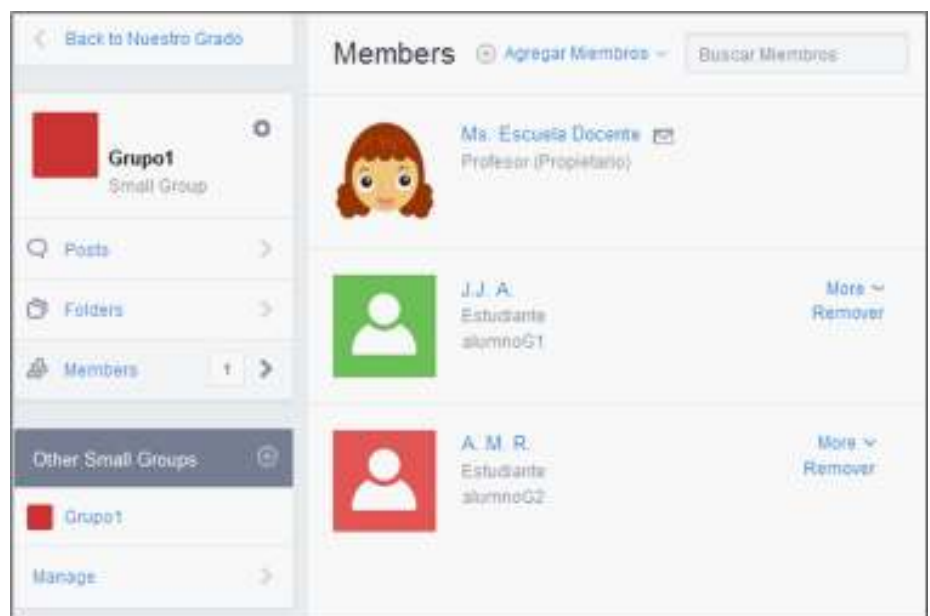 Back to Nuestro Grado
Grupo1
Small Group
Posts
Folders
Members 1
Other Small Groups
Grupo1
Manage
Members Agregar Miembros Buscar Miembros
Ms. Escuela Docente
Profesor (Propietario)
J.J. A. More
Estudiante Remover
alumnoG1
A. M. R. More
Estudiante Remover
alumnoG2